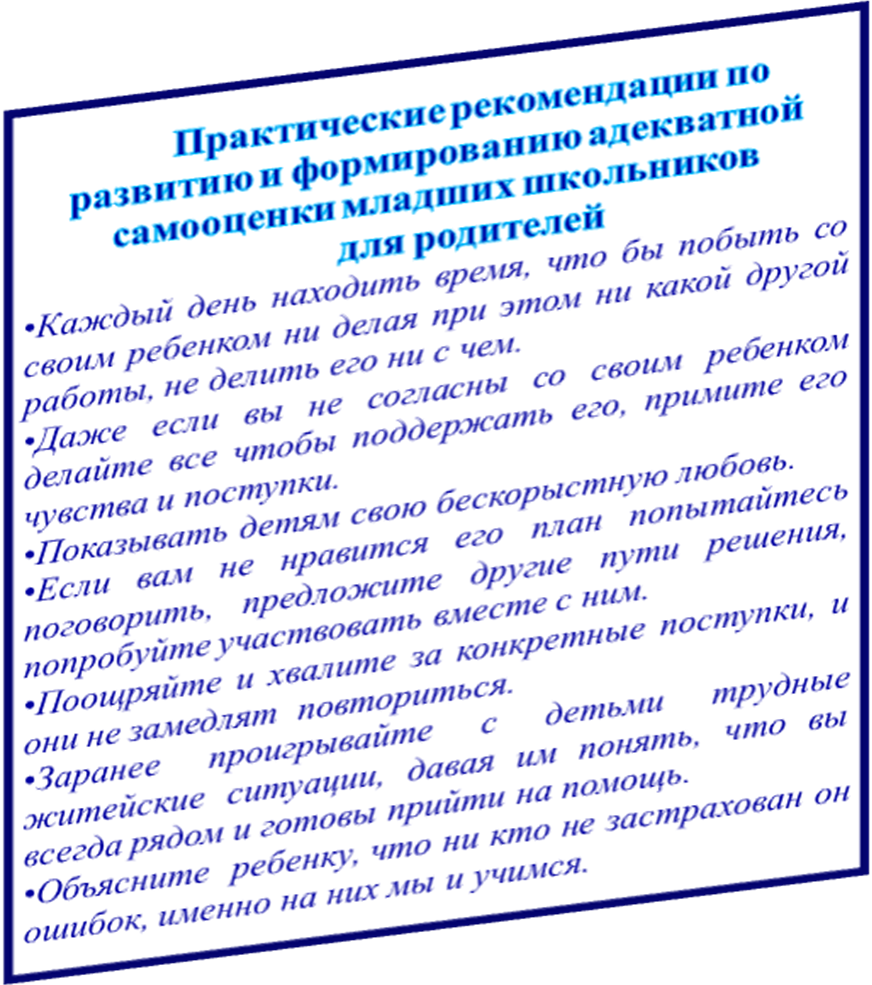 Практические рекомендации по
развитию и формированию адекватной
самооценки младших школьников
для родителей
•Каждый день находить время, что бы побыть со
своим ребенком ни делая при этом ни какой другой
работы, не делить его ни с чем.
•Даже если вы не согласны со своим ребенком
делайте все чтобы поддержать его, примите его
чувства и поступки.
•Показывать детям свою бескорыстную любовь.
•Если вам не нравится его план попытайтесь
поговорить, предложите другие пути решения,
попробуйте участвовать вместе с ним.
•Поощряйте и хвалите за конкретные поступки, и
они не замедлят повториться.
•Заранее проигрывайте с детьми трудные
житейские ситуации, давая им понять, что вы
всегда рядом и готовы прийти на помощь.
•Объясните ребенку, что ни кто не застрахован он
ошибок, именно на них мы и учимся.